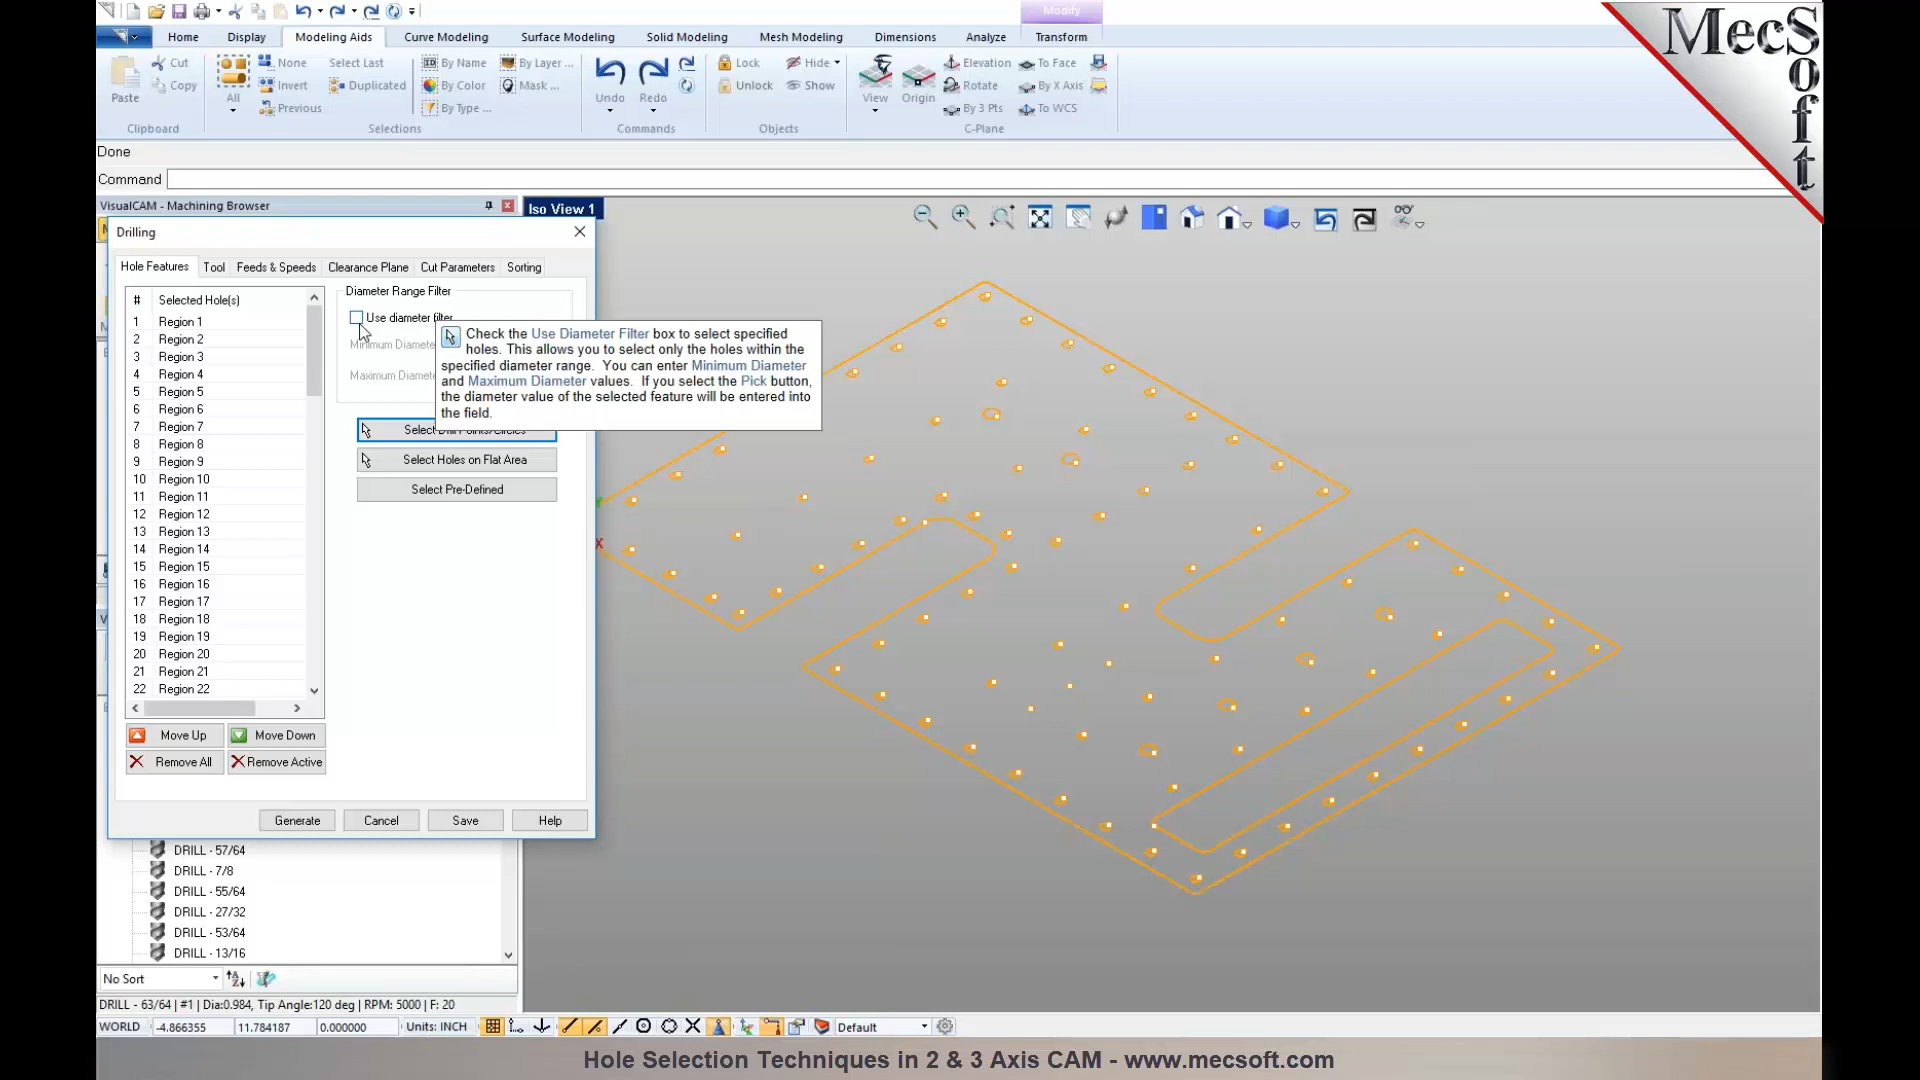 Modify
MecSoft
Home Display Modeling Aids Curve Modeling Surface Modeling Solid Modeling Mesh Modeling Dimensions Analyze Transform
Paste Cut Copy All None Invert Previous Select Last Duplicated By Name By Color By Type ... By Layer ... Mask ... Undo Redo Lock Unlock Hide Show View Origin Elevation Rotate By 3 Pts To Face By X Axis To WCS
Clipboard Selections Commands Objects C-Plane
Done
Command
VisualCAM - Machining Browser
Iso View 1
Drilling
Hole Features Tool Feeds & Speeds Clearance Plane Cut Parameters Sorting
# Selected Hole(s)
1 Region 1
2 Region 2
3 Region 3
4 Region 4
5 Region 5
6 Region 6
7 Region 7
8 Region 8
9 Region 9
10 Region 10
11 Region 11
12 Region 12
13 Region 13
14 Region 14
15 Region 15
16 Region 16
17 Region 17
18 Region 18
19 Region 19
20 Region 20
21 Region 21
22 Region 22
Diameter Range Filter
Use diameter filter
Minimum Diamete
Maximum Diamete
Check the Use Diameter Filter box to select specified
holes. This allows you to select only the holes within the
specified diameter range. You can enter Minimum Diameter
and Maximum Diameter values. If you select the Pick button,
the diameter value of the selected feature will be entered into
the field.
Select Drill Points/Circles
Select Holes on Flat Area
Select Pre-Defined
Move Up Move Down
Remove All Remove Active
Generate Cancel Save Help
X
DRILL - 57/64
DRILL - 7/8
DRILL - 55/64
DRILL - 27/32
DRILL - 53/64
DRILL - 13/16
No Sort
DRILL - 63/64 | #1 | Dia:0.984, Tip Angle:120 deg | RPM: 5000 | F: 20
WORLD -4.866355 11.784187 0.000000 Units: INCH Default
Hole Selection Techniques in 2 & 3 Axis CAM - www.mecsoft.com